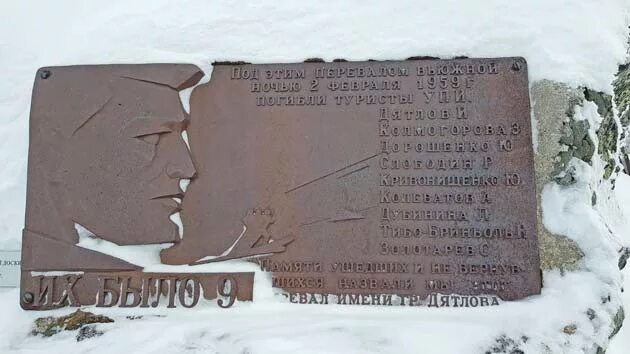 Под этим перевалом вьюжной
ночью 2 февраля 1959 г
погибли туристы УПИ
Дятлов И
Колмогорова З
Дорошенко Ю
Слободин Р
Кривонищенко Ю
Колеватов А
Дубинина Л
Тибо-Бриньоль Н
Золотарев С
Их было 9
Памяти ушедших и не вернув
шихся назвали мы этот
перевал имени гр. Дятлова